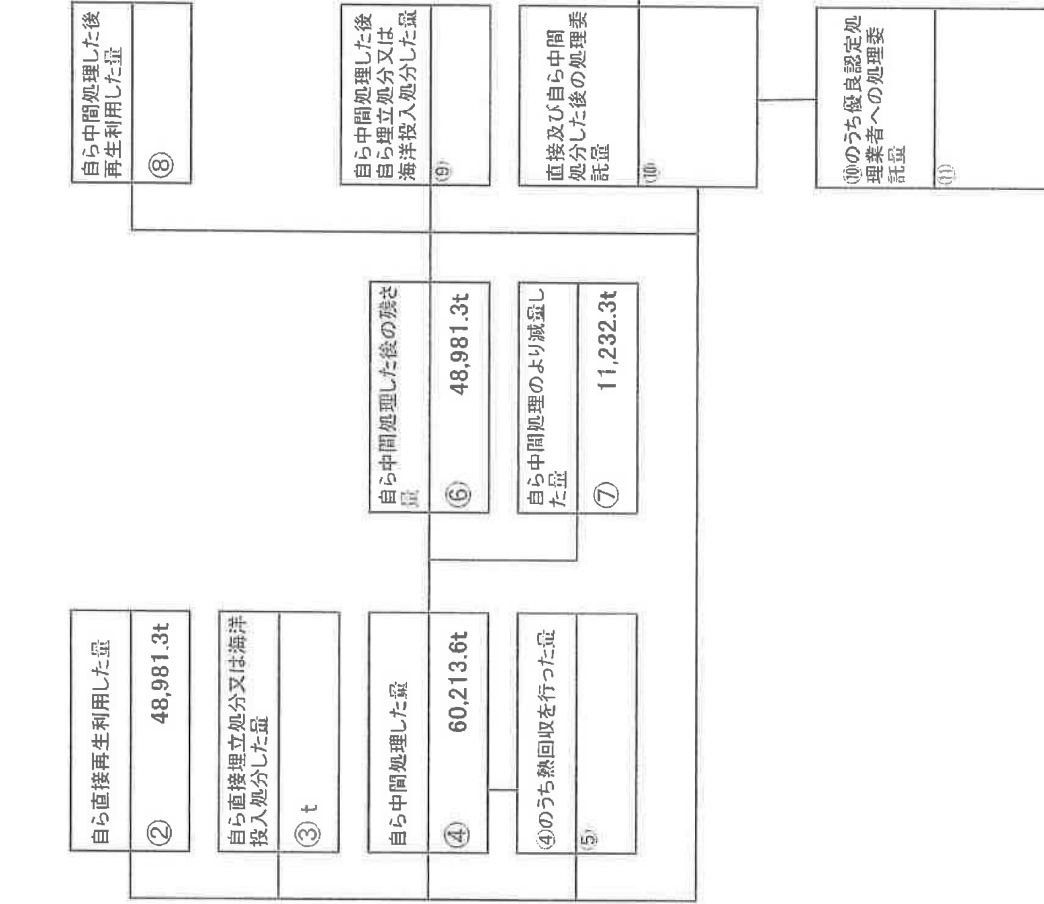 自ら直接再生利用した量
② 48,981.3t
自ら直接埋立処分又は海洋
投入処分した量
③ t
自ら中間処理した量
④ 60,213.6t
④のうち熱回収を行った量
⑤
自ら中間処理した後の残さ
量
⑥ 48,981.3t
自ら中間処理のより減量し
た量
⑦ 11,232.3t
自ら中間処理した後
再生利用した量
⑧
自ら中間処理した後
自ら埋立処分又は
海洋投入処分した量
⑨
直接及び自ら中間
処分した後の処理委
託量
⑩
⑩のうち優良認定処
理業者への処理委
託量
⑪